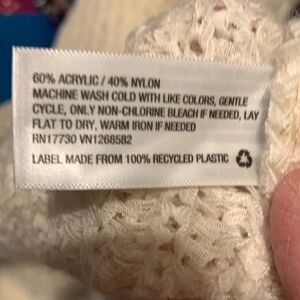 60% ACRYLIC / 40% NYLON
MACHINE WASH COLD WITH LIKE COLORS, GENTLE
CYCLE, ONLY NON-CHLORINE BLEACH IF NEEDED, LAY
FLAT TO DRY, WARM IRON IF NEEDED
RN17730 VN1268582
LABEL MADE FROM 100% RECYCLED PLASTIC